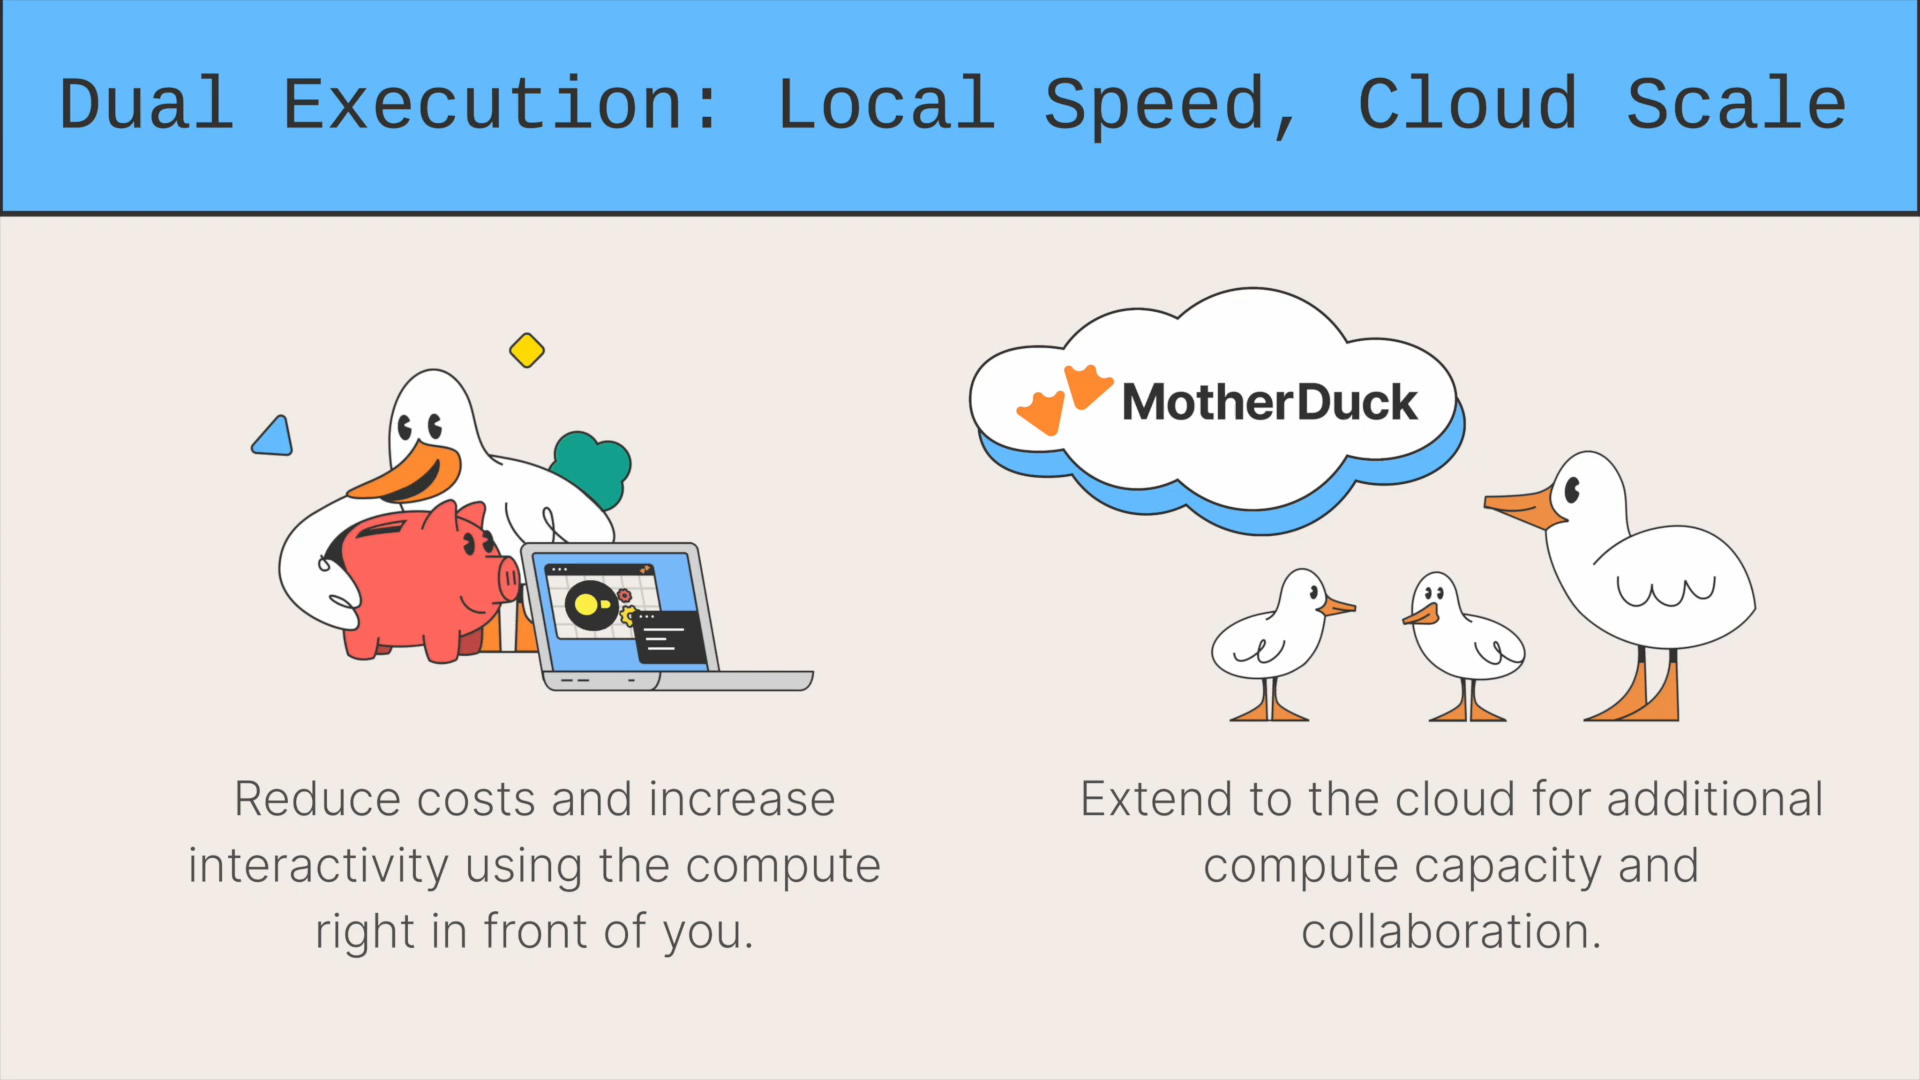 Dual Execution: Local Speed, Cloud Scale
MotherDuck
Reduce costs and increase
interactivity using the compute
right in front of you.
Extend to the cloud for additional
compute capacity and
collaboration.